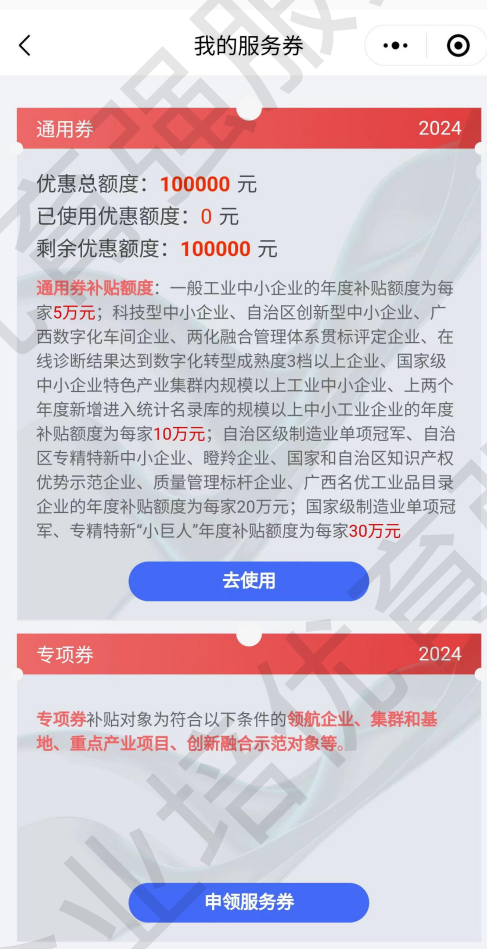 我的服务券
通用券 2024
优惠总额度：100000 元
已使用优惠额度：0 元
剩余优惠额度：100000 元
通用券补贴额度：一般工业中小企业的年度补贴额度为每
家5万元；科技型中小企业、自治区创新型中小企业、广
西数字化车间企业、两化融合管理体系贯标评定企业、在
线诊断结果达到数字化转型成熟度3档以上企业、国家级
中小企业特色产业集群内规模以上工业中小企业、上两个
年度新增进入统计名录库的规模以上中小工业企业的年度
补贴额度为每家10万元；自治区级制造业单项冠军、自治
区专精特新中小企业、瞪羚企业、国家和自治区知识产权
优势示范企业、质量管理标杆企业、广西名优工业品目录
企业的年度补贴额度为每家20万元；国家级制造业单项冠
军、专精特新“小巨人”年度补贴额度为每家30万元
去使用
专项券 2024
专项券补贴对象为符合以下条件的领航企业、集群和基
地、重点产业项目、创新融合示范对象等。
申领服务券